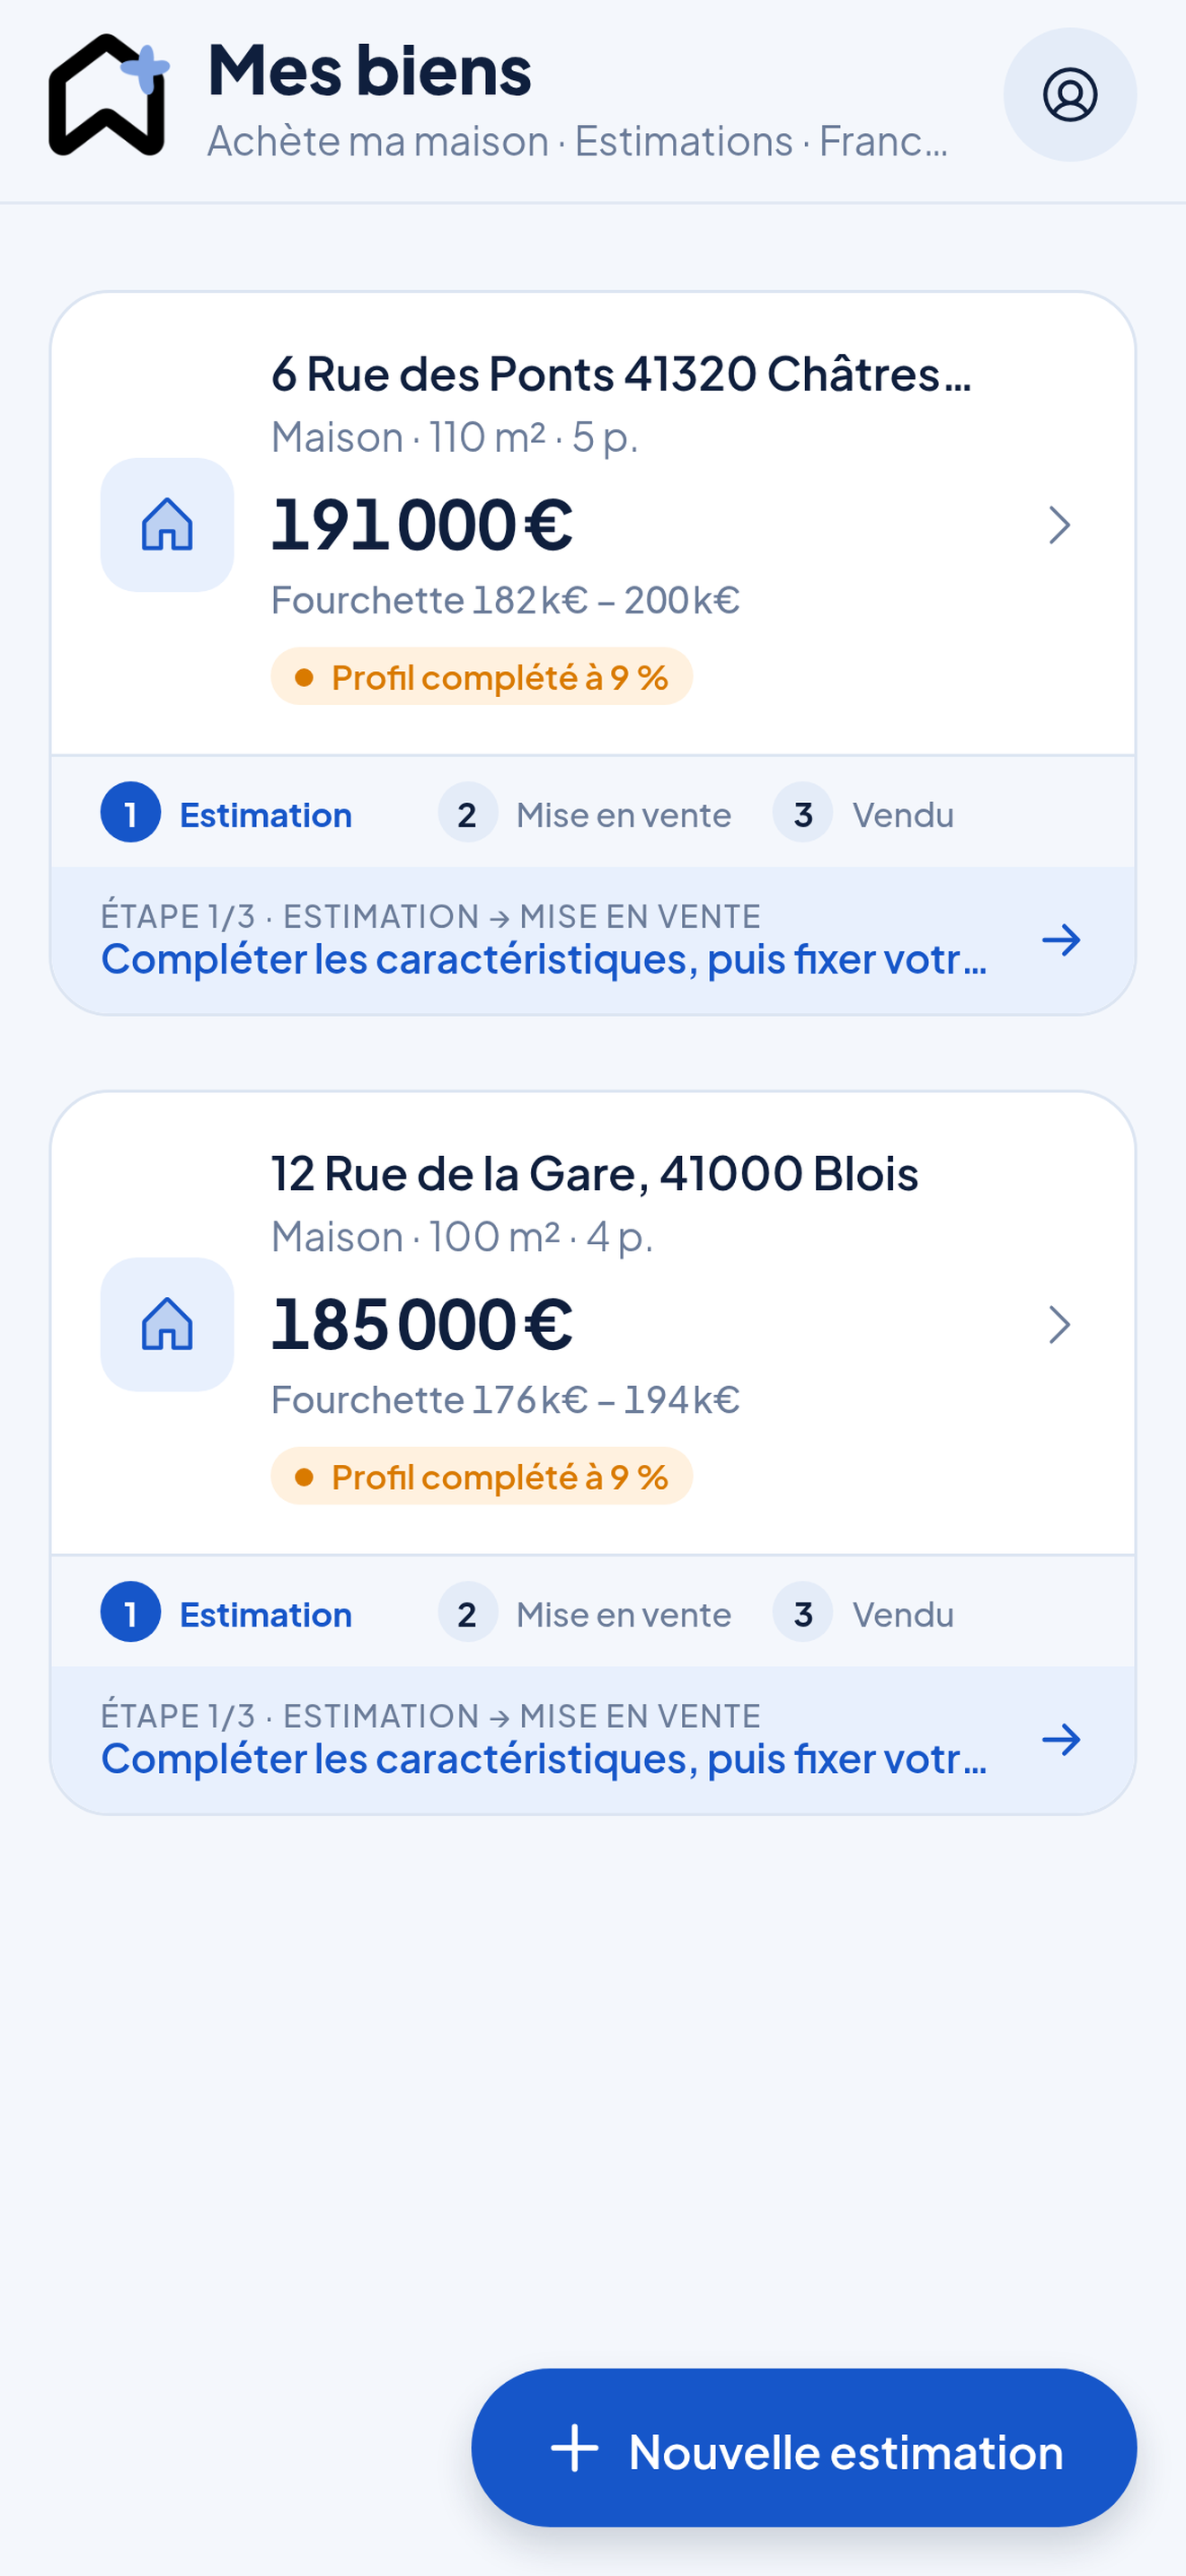 Mes biens
Achète ma maison · Estimations · Franc…
6 Rue des Ponts 41320 Châtres…
Maison · 110 m² · 5 p.
191 000 €
Fourchette 182 k€ – 200 k€
Profil complété à 9 %
1 Estimation 2 Mise en vente 3 Vendu
ÉTAPE 1/3 · ESTIMATION → MISE EN VENTE
Compléter les caractéristiques, puis fixer votr…
12 Rue de la Gare, 41000 Blois
Maison · 100 m² · 4 p.
185 000 €
Fourchette 176 k€ – 194 k€
Profil complété à 9 %
1 Estimation 2 Mise en vente 3 Vendu
ÉTAPE 1/3 · ESTIMATION → MISE EN VENTE
Compléter les caractéristiques, puis fixer votr…
Nouvelle estimation